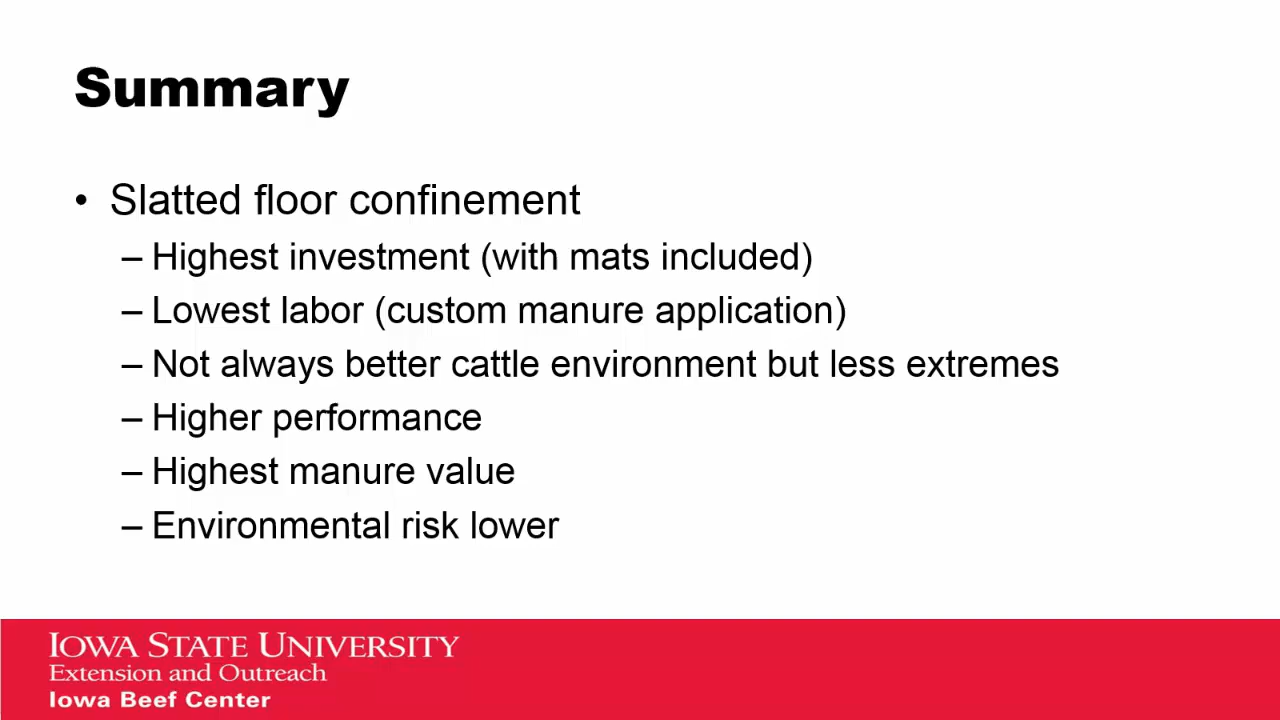 Summary
• Slatted floor confinement
– Highest investment (with mats included)
– Lowest labor (custom manure application)
– Not always better cattle environment but less extremes
– Higher performance
– Highest manure value
– Environmental risk lower
IOWA STATE UNIVERSITY
Extension and Outreach
Iowa Beef Center